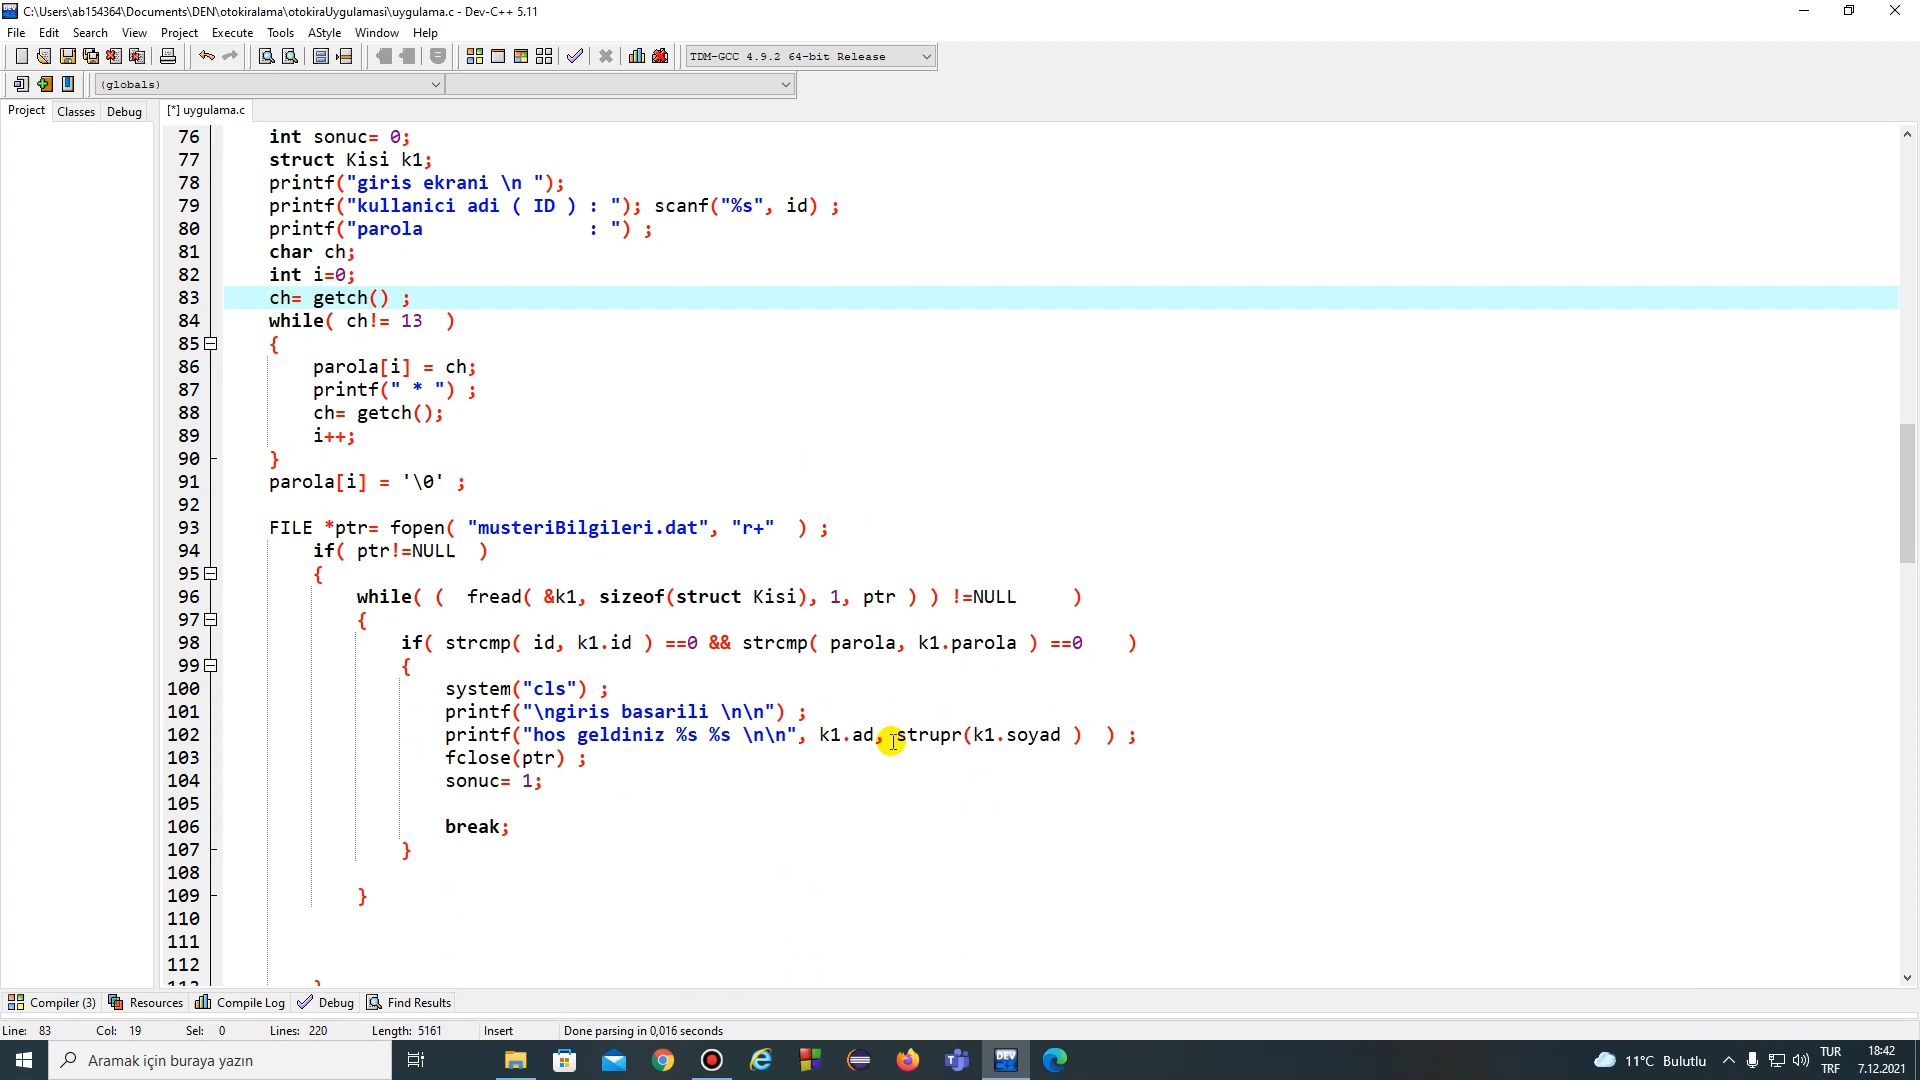 C:\Users\ab154364\Documents\DEN\otokiralama\otokiraUygulamasi\uygulama.c - Dev-C++ 5.11
File Edit Search View Project Execute Tools AStyle Window Help
TDM-GCC 4.9.2 64-bit Release
(globals)
Project Classes Debug [*] uygulama.c
76 int sonuc= 0;
77 struct Kisi k1;
78 printf("giris ekrani \n ");
79 printf("kullanici adi ( ID ) : "); scanf("%s", id) ;
80 printf("parola : ") ;
81 char ch;
82 int i=0;
83 ch= getch() ;
84 while( ch!= 13 )
85 {
86 parola[i] = ch;
87 printf(" * ") ;
88 ch= getch();
89 i++;
90 }
91 parola[i] = '\0' ;
92
93 FILE *ptr= fopen( "musteriBilgileri.dat", "r+" ) ;
94 if( ptr!=NULL )
95 {
96 while( ( fread( &k1, sizeof(struct Kisi), 1, ptr ) ) !=NULL )
97 {
98 if( strcmp( id, k1.id ) ==0 && strcmp( parola, k1.parola ) ==0 )
99 {
100 system("cls") ;
101 printf("\ngiris basarili \n\n") ;
102 printf("hos geldiniz %s %s \n\n", k1.ad, strupr(k1.soyad ) ) ;
103 fclose(ptr) ;
104 sonuc= 1;
105
106 break;
107 }
108
109 }
110
111
112
113 }
Compiler (3) Resources Compile Log Debug Find Results
Line: 83 Col: 19 Sel: 0 Lines: 220 Length: 5161 Insert Done parsing in 0,016 seconds
Aramak için buraya yazın
DEV
11°C Bulutlu
TUR
TRF
18:42
7.12.2021